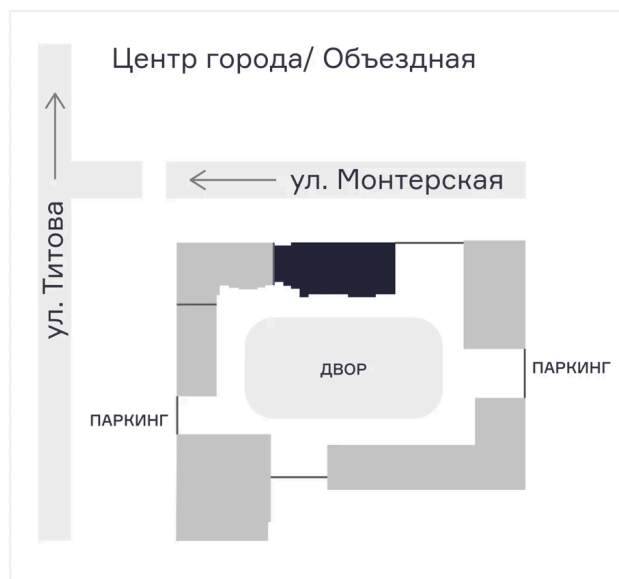 Центр города/ Объездная
ул. Монтерская
ул. Титова
ДВОР
ПАРКИНГ
ПАРКИНГ